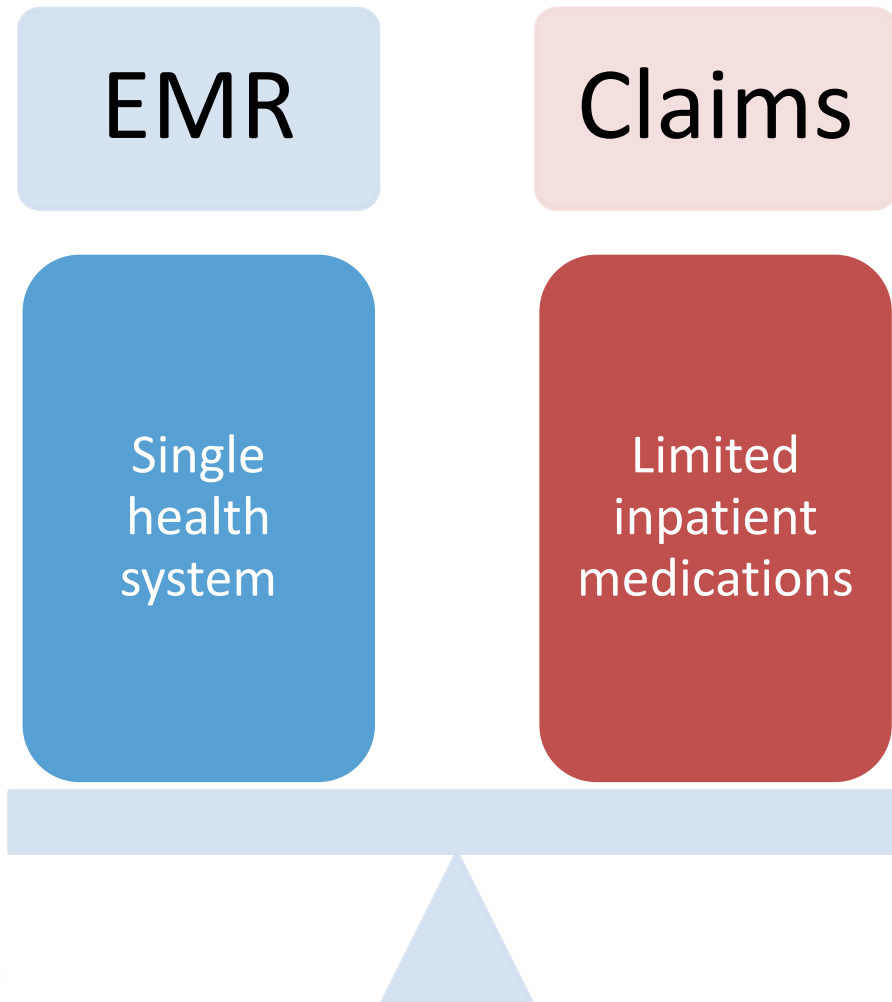 EMR
Claims
Single
health
system
Limited
inpatient
medications